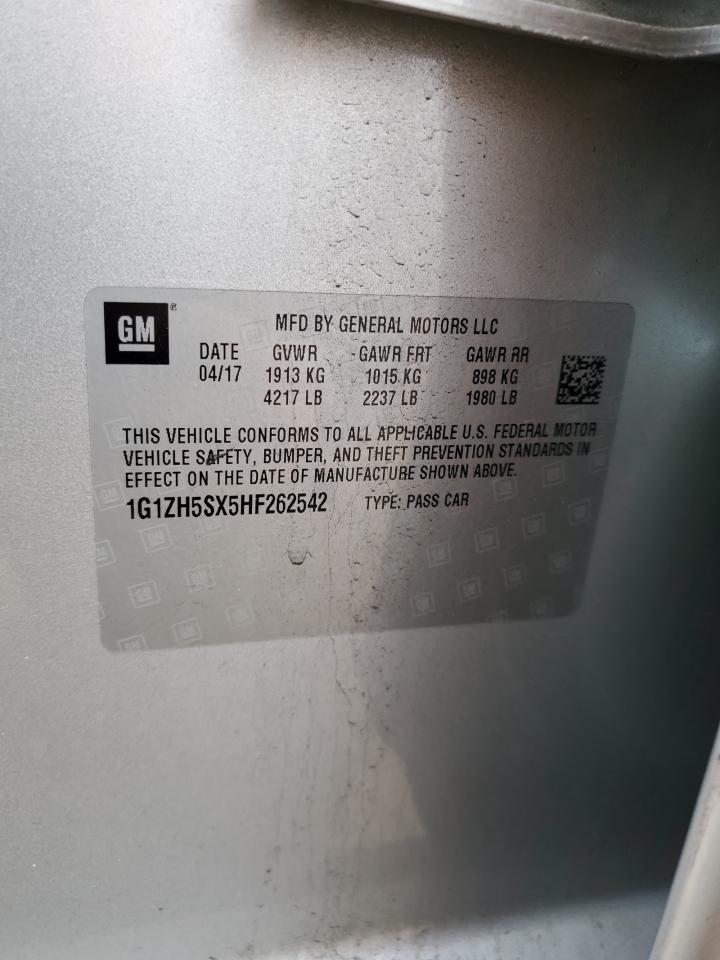 GM ®
MFD BY GENERAL MOTORS LLC
DATE GVWR GAWR FRT GAWR RR
04/17 1913 KG 1015 KG 898 KG
4217 LB 2237 LB 1980 LB
THIS VEHICLE CONFORMS TO ALL APPLICABLE U.S. FEDERAL MOTOR
VEHICLE SAFETY, BUMPER, AND THEFT PREVENTION STANDARDS IN
EFFECT ON THE DATE OF MANUFACTURE SHOWN ABOVE.
1G1ZH5SX5HF262542 TYPE: PASS CAR